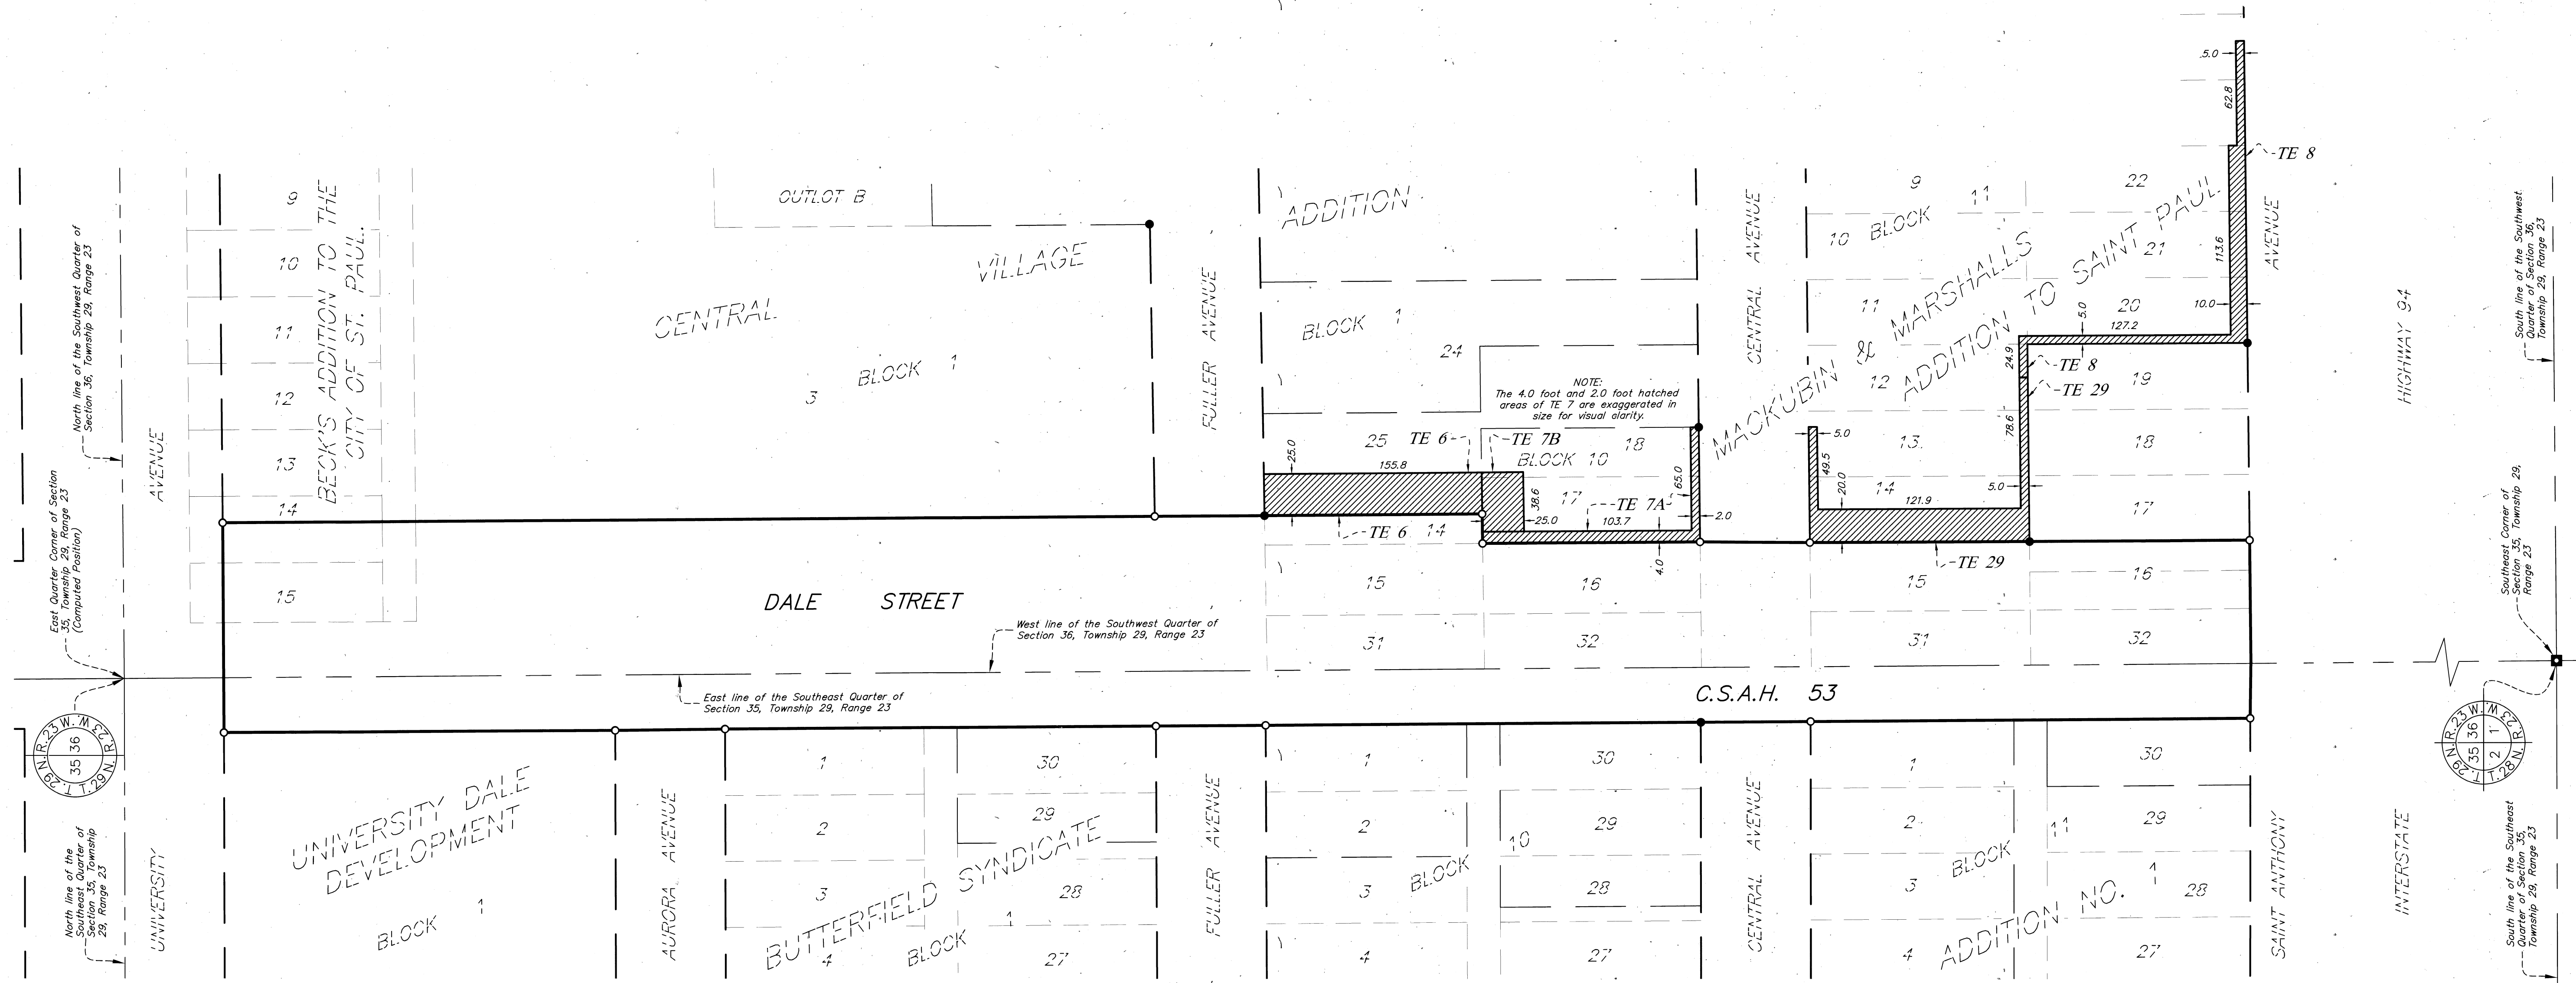 5.0
62.8
TE 8
113.6
10.0
AVENUE
22
21
20
5.0
127.2
24.9
TE 8
TE 29
78.6
19
18
17
16
32
9
BLOCK 11
10
11
12
13
14
15
31
MACKUBIN & MARSHALLS
ADDITION TO SAINT PAUL
5.0
49.5
20.0
121.9
5.0
TE 29
North line of the Southwest Quarter of
Section 36, Township 29, Range 23
East Quarter Corner of Section
35, Township 29, Range 23
(Computed Position)
AVENUE
9
10
11
12
13
14
15
BECK'S ADDITION TO THE
CITY OF ST. PAUL.
OUTLOT B
CENTRAL
VILLAGE
3
BLOCK 1
FULLER AVENUE
ADDITION
BLOCK 1
24
25
25.0
155.8
TE 6
TE 6
14
15
31
NOTE:
The 4.0 foot and 2.0 foot hatched
areas of TE 7 are exaggerated in
size for visual clarity.
TE 7B
BLOCK 10
18
17
38.6
25.0
TE 7A
103.7
65.0
2.0
4.0
16
32
CENTRAL AVENUE
HIGHWAY 94
South line of the Southwest
Quarter of Section 36,
Township 29, Range 23
Southeast Corner of
Section 35, Township 29,
Range 23
DALE STREET
West line of the Southwest Quarter of
Section 36, Township 29, Range 23
East line of the Southeast Quarter of
Section 35, Township 29, Range 23
C.S.A.H. 53
T.29 N. R.23 W.
35 36
T.29 N. R.23 W.
T.29 N. R.23 W.
35 36
2 1
T.28 N. R.23 W.
North line of the
Southeast Quarter of
Section 35, Township
29, Range 23
UNIVERSITY
UNIVERSITY DALE
DEVELOPMENT
BLOCK 1
AURORA AVENUE
1
2
3
4
30
29
28
27
BUTTERFIELD SYNDICATE
BLOCK 1
FULLER AVENUE
1
2
3
4
BLOCK 10
30
29
28
27
CENTRAL AVENUE
1
2
3
4
BLOCK 11
30
29
28
27
ADDITION NO. 1
SAINT ANTHONY
INTERSTATE
South line of the Southeast
Quarter of Section 35,
Township 29, Range 23